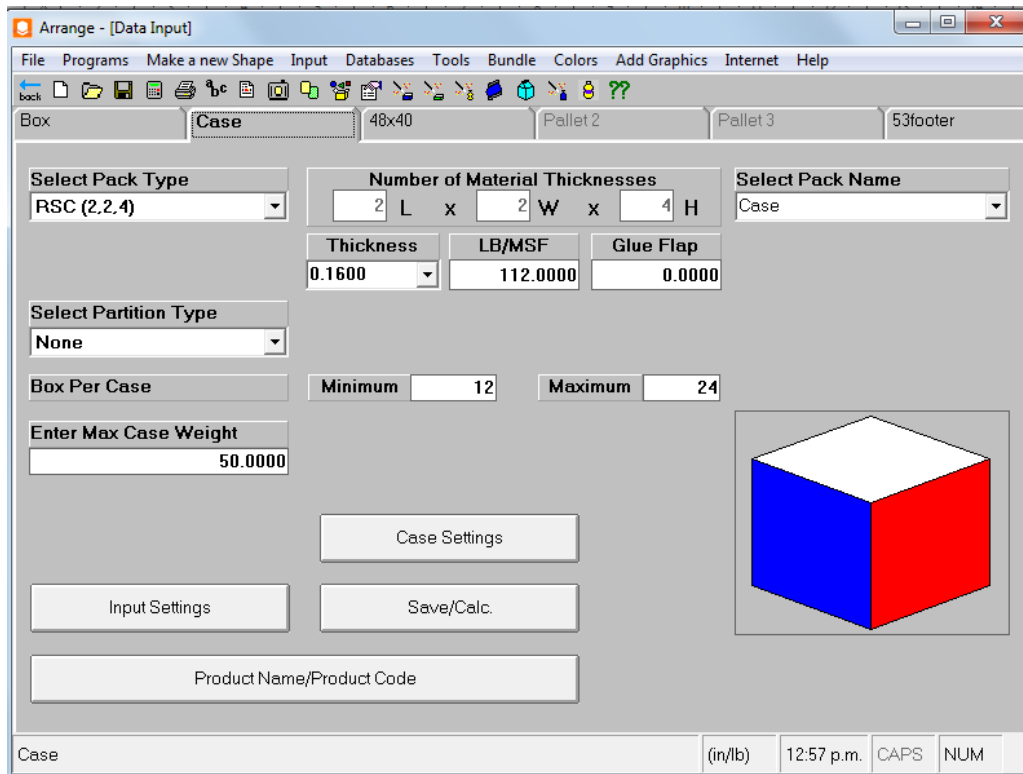 Arrange - [Data Input]
File Programs Make a new Shape Input Databases Tools Bundle Colors Add Graphics Internet Help
back abc ??
Box Case 48x40 Pallet 2 Pallet 3 53footer
Select Pack Type Number of Material Thicknesses Select Pack Name
RSC (2,2,4) 2 L x 2 W x 4 H Case
Thickness LB/MSF Glue Flap
0.1600 112.0000 0.0000
Select Partition Type
None
Box Per Case Minimum 12 Maximum 24
Enter Max Case Weight
50.0000
Case Settings
Input Settings Save/Calc.
Product Name/Product Code
Case (in/lb) 12:57 p.m. CAPS NUM